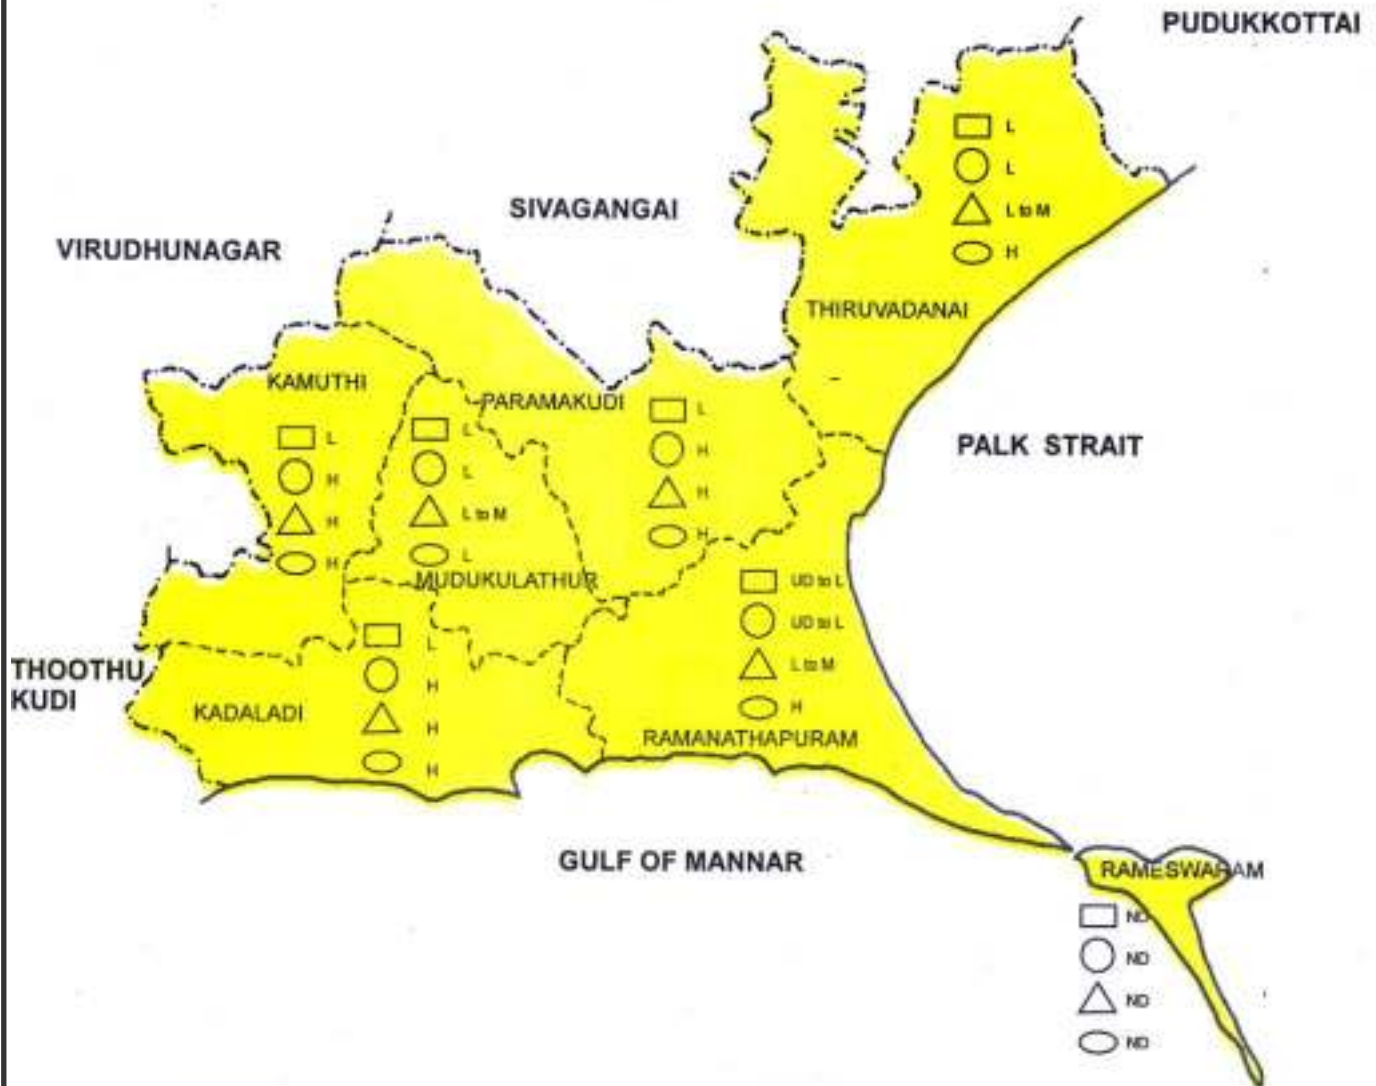 PUDUKKOTTAI
L
L
L to M
H
SIVAGANGAI
VIRUDHUNAGAR
THIRUVADANAI
KAMUTHI
L
H
H
H
L
L
L to M
L
MUDUKULATHUR
PARAMAKUDI
L
H
H
H
PALK STRAIT
UD to L
UD to L
L to M
H
RAMANATHAPURAM
L
H
H
H
THOOTHU
KUDI
KADALADI
GULF OF MANNAR
RAMESWARAM
ND
ND
ND
ND